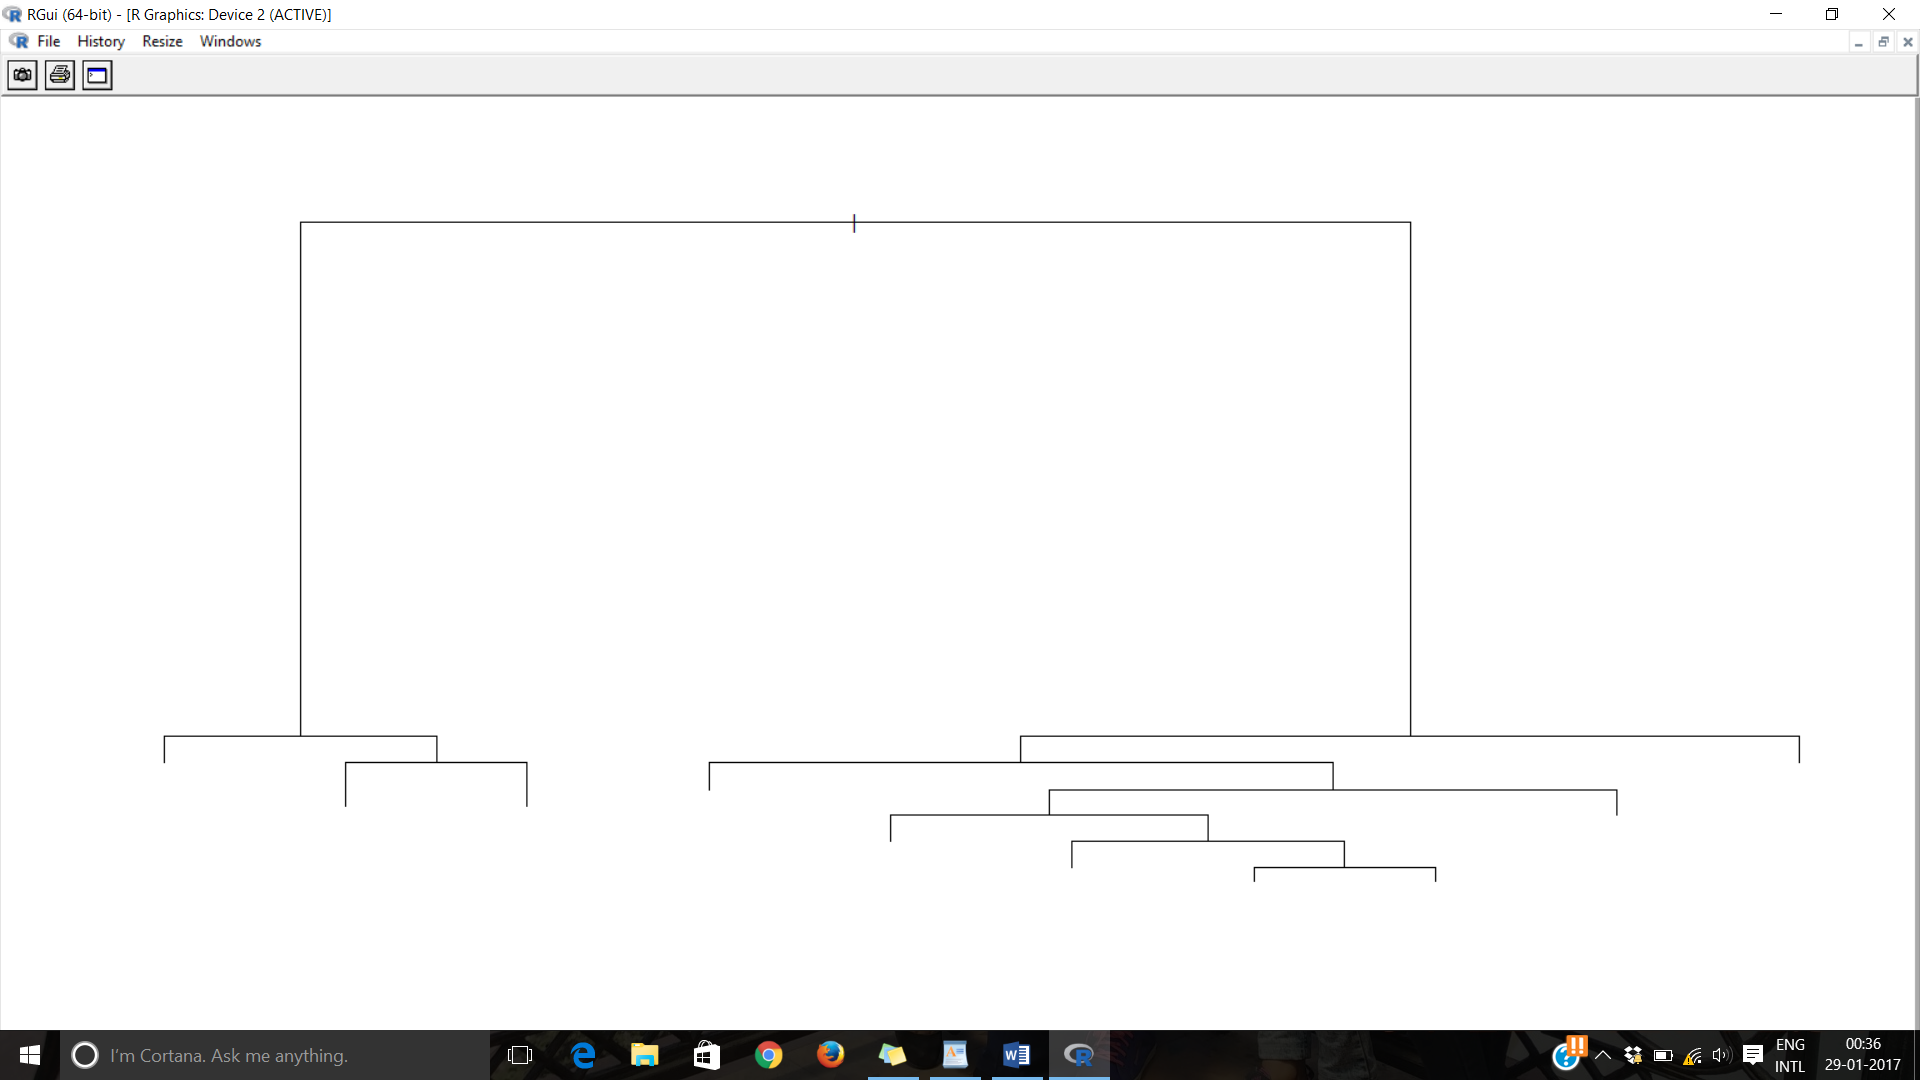 RGui (64-bit) - [R Graphics: Device 2 (ACTIVE)]
File History Resize Windows
I'm Cortana. Ask me anything.
ENG
INTL
00:36
29-01-2017